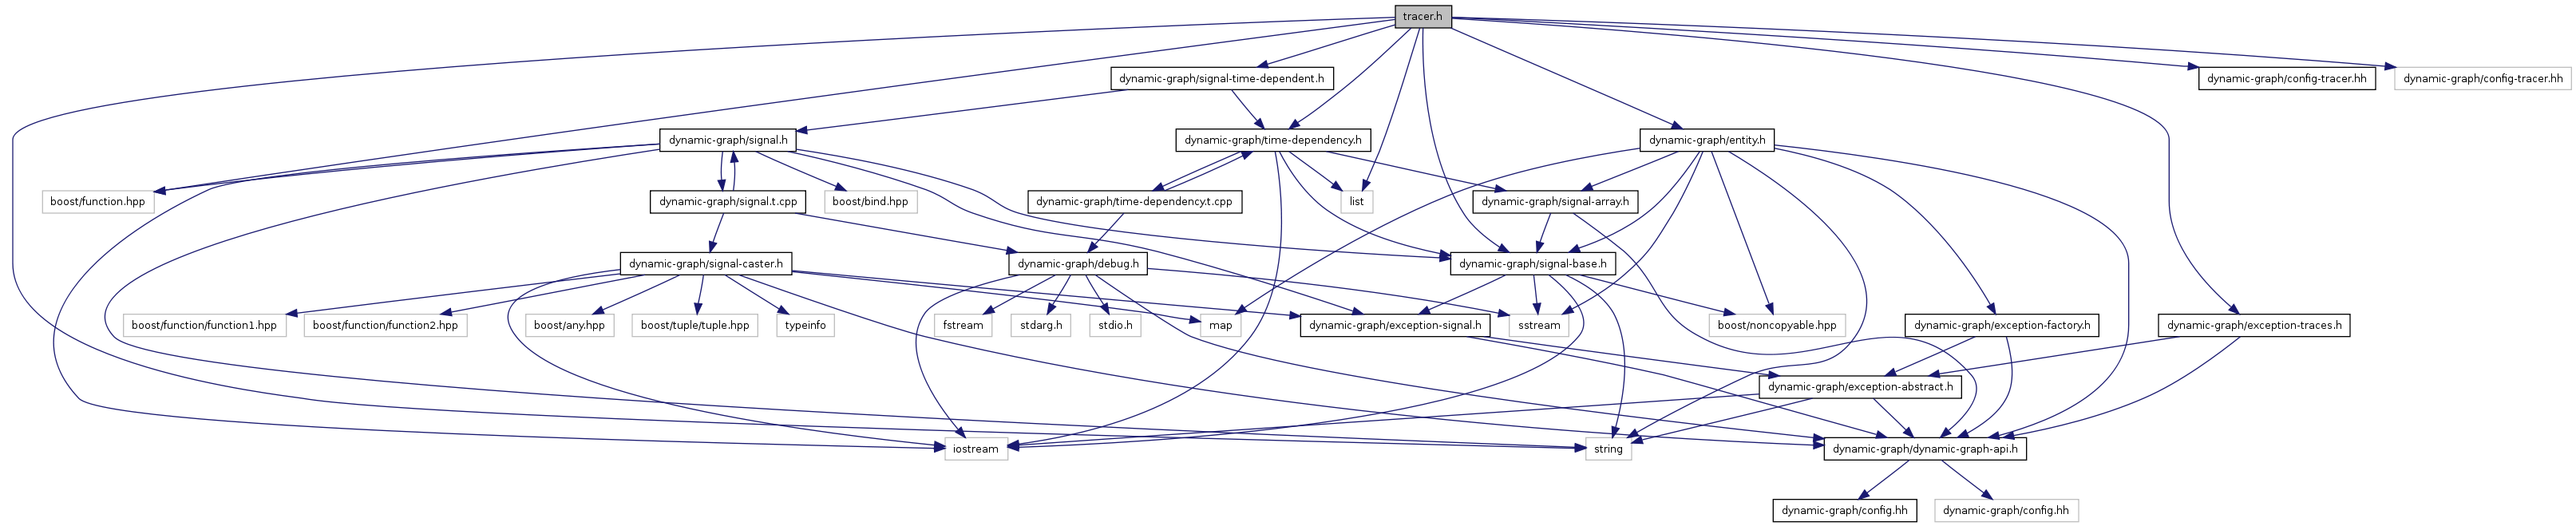 tracer.h
dynamic-graph/signal-time-dependent.h
dynamic-graph/config-tracer.hh
dynamic-graph/config-tracer.hh
dynamic-graph/signal.h
dynamic-graph/time-dependency.h
dynamic-graph/entity.h
boost/function.hpp
dynamic-graph/signal.t.cpp
boost/bind.hpp
dynamic-graph/time-dependency.t.cpp
list
dynamic-graph/signal-array.h
dynamic-graph/signal-caster.h
dynamic-graph/debug.h
dynamic-graph/signal-base.h
boost/function/function1.hpp
boost/function/function2.hpp
boost/any.hpp
boost/tuple/tuple.hpp
typeinfo
fstream
stdarg.h
stdio.h
map
dynamic-graph/exception-signal.h
sstream
boost/noncopyable.hpp
dynamic-graph/exception-factory.h
dynamic-graph/exception-traces.h
dynamic-graph/exception-abstract.h
iostream
string
dynamic-graph/dynamic-graph-api.h
dynamic-graph/config.hh
dynamic-graph/config.hh